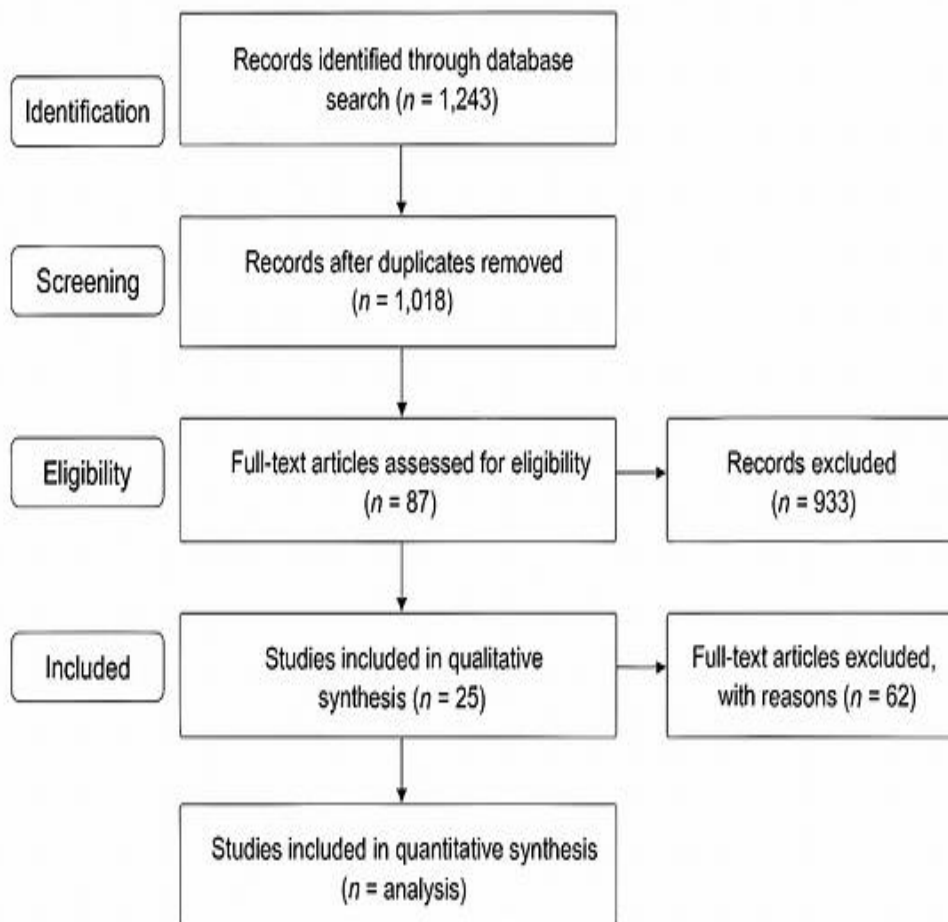 Identification
Records identified through database
search (n = 1,243)
Screening
Records after duplicates removed
(n = 1,018)
Eligibility
Full-text articles assessed for eligibility
(n = 87)
Records excluded
(n = 933)
Included
Studies included in qualitative
synthesis (n = 25)
Full-text articles excluded,
with reasons (n = 62)
Studies included in quantitative synthesis
(n = analysis)